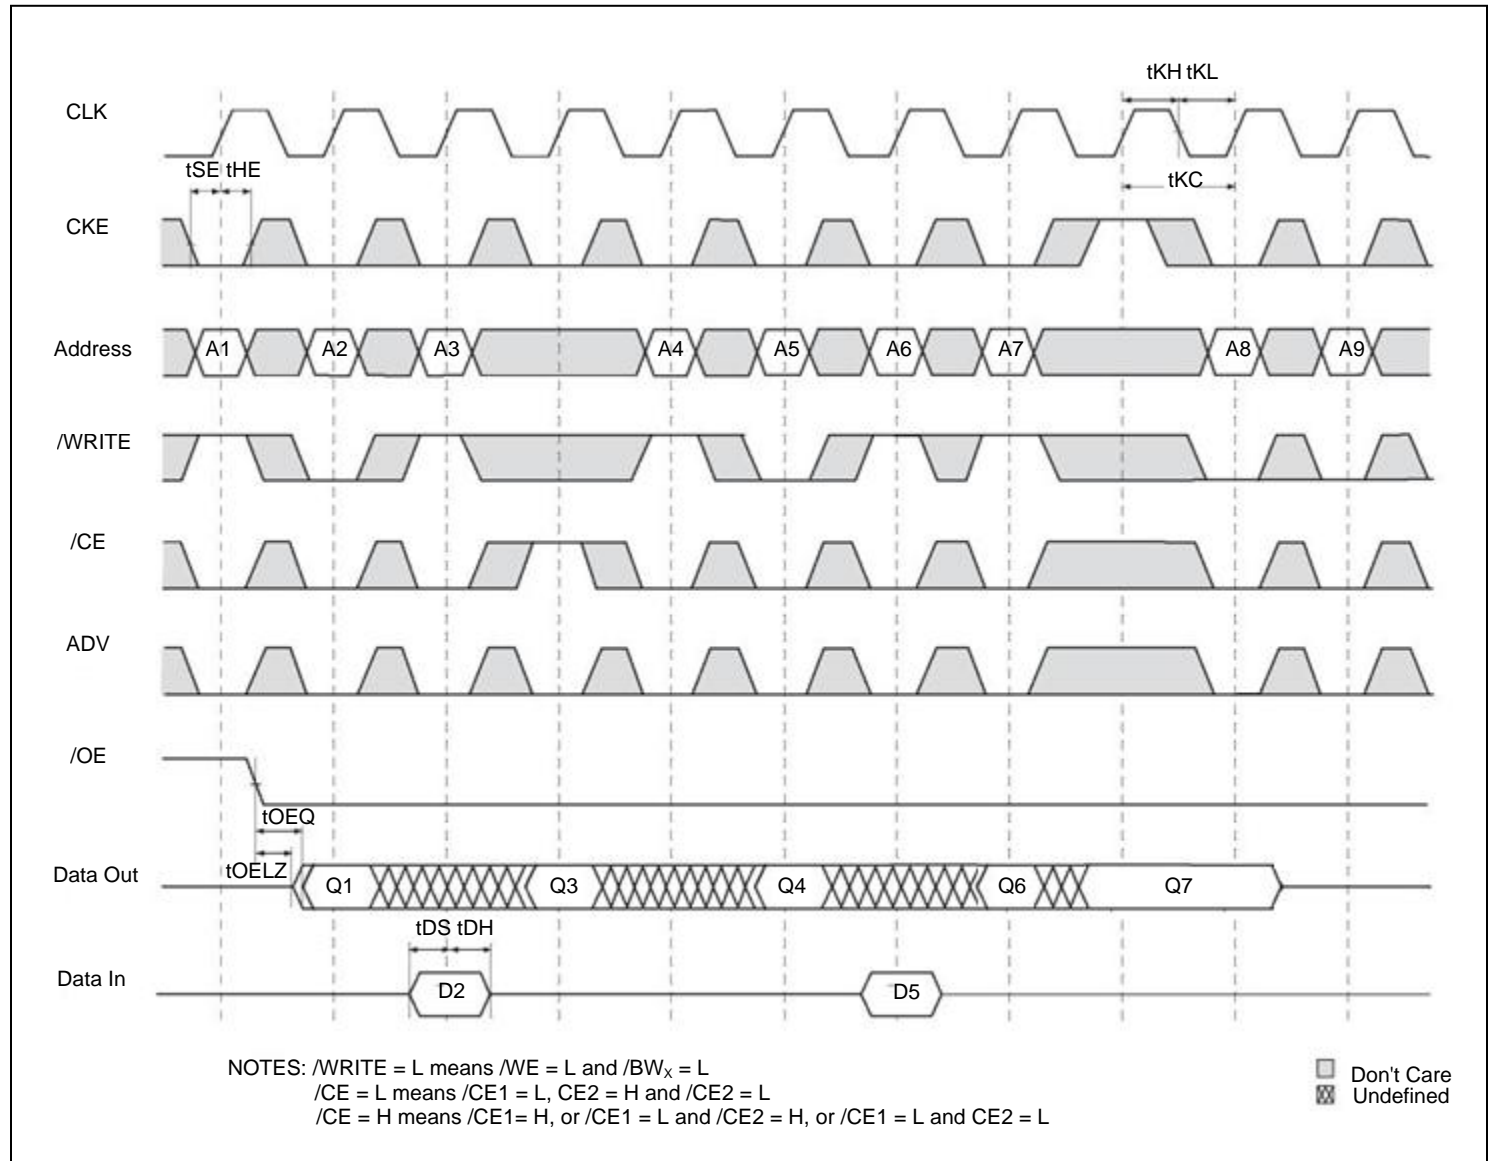 tKH tKL
CLK
tSE tHE
tKC
CKE
Address A1 A2 A3 A4 A5 A6 A7 A8 A9
/WRITE
/CE
ADV
/OE
tOEQ
tOELZ
Data Out Q1 Q3 Q4 Q6 Q7
tDS tDH
Data In D2 D5
NOTES: /WRITE = L means /WE = L and /BWX = L
/CE = L means /CE1 = L, CE2 = H and /CE2 = L
/CE = H means /CE1= H, or /CE1 = L and /CE2 = H, or /CE1 = L and CE2 = L
Don't Care
Undefined